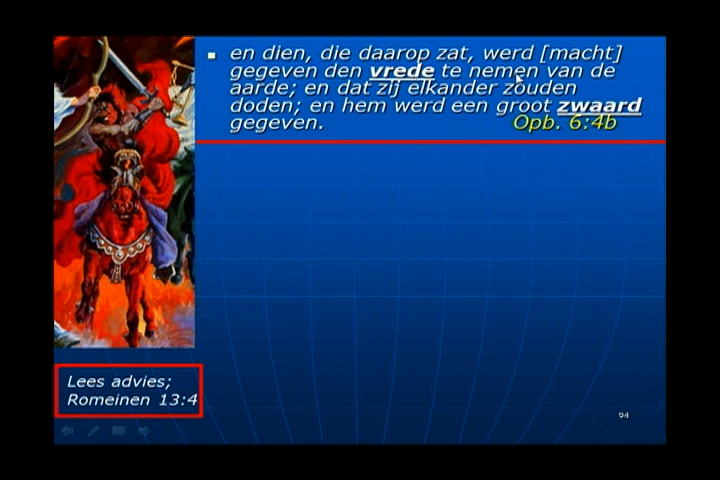 en dien, die daarop zat, werd [macht]
gegeven den vrede te nemen van de
aarde; en dat zij elkander zouden
doden; en hem werd een groot zwaard
gegeven. Opb. 6:4b
Lees advies;
Romeinen 13:4
94